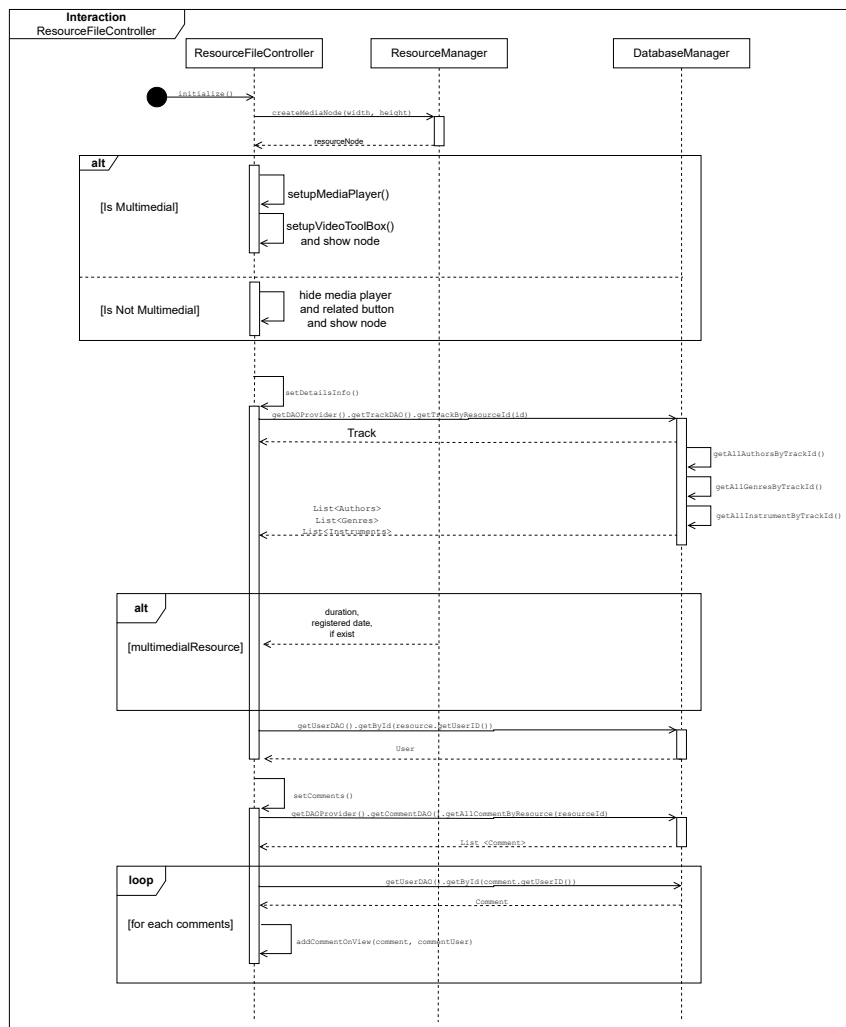 Interaction
ResourceFileController
ResourceFileController
ResourceManager
DatabaseManager
initialize()
createMediaNode(width, height)
resourceNode
alt
[Is Multimedial]
setupMediaPlayer()
setupVideoToolBox()
and show node
[Is Not Multimedial]
hide media player
and related button
and show node
setDetailsInfo()
getDAOProvider().getTrackDAO().getTrackByResourceId(id)
Track
getAllAuthorsByTrackId()
getAllGenresByTrackId()
getAllInstrumentByTrackId()
List<Authors>
List<Genres>
List<Instruments>
alt
duration,
registered date,
if exist
[multimedialResource]
getUserDAO().getById(resource.getUserID())
User
setComments()
getDAOProvider().getCommentDAO().getAllCommentByResource(resourceId)
List <Comment>
loop
getUserDAO().getById(comment.getUserID())
Comment
[for each comments]
addCommentOnView(comment, commentUser)